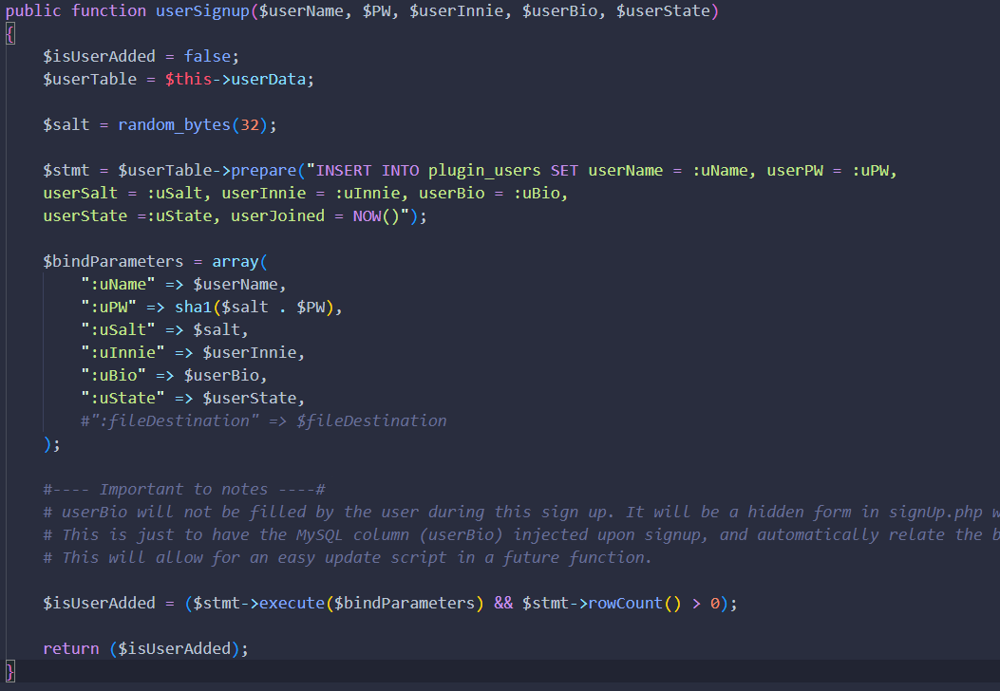 public function userSignup($userName, $PW, $userInnie, $userBio, $userState)
{
    $isUserAdded = false;
    $userTable = $this->userData;
    $salt = random_bytes(32);
    $stmt = $userTable->prepare("INSERT INTO plugin_users SET userName = :uName, userPW = :uPW,
    userSalt = :uSalt, userInnie = :uInnie, userBio = :uBio,
    userState =:uState, userJoined = NOW()");
    $bindParameters = array(
        ":uName" => $userName,
        ":uPW" => sha1($salt . $PW),
        ":uSalt" => $salt,
        ":uInnie" => $userInnie,
        ":uBio" => $userBio,
        ":uState" => $userState,
        #":fileDestination" => $fileDestination
    );
    #---- Important to notes ----#
    # userBio will not be filled by the user during this sign up. It will be a hidden form in signUp.php
    # This is just to have the MySQL column (userBio) injected upon signup, and automatically relate the
    # This will allow for an easy update script in a future function.
    $isUserAdded = ($stmt->execute($bindParameters) && $stmt->rowCount() > 0);
    return ($isUserAdded);
}